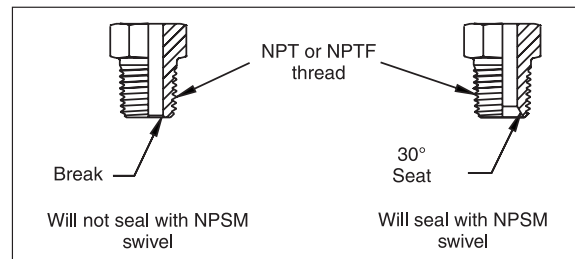 NPT or NPTF
thread
Break
30°
Seat
Will not seal with NPSM
swivel
Will seal with NPSM
swivel